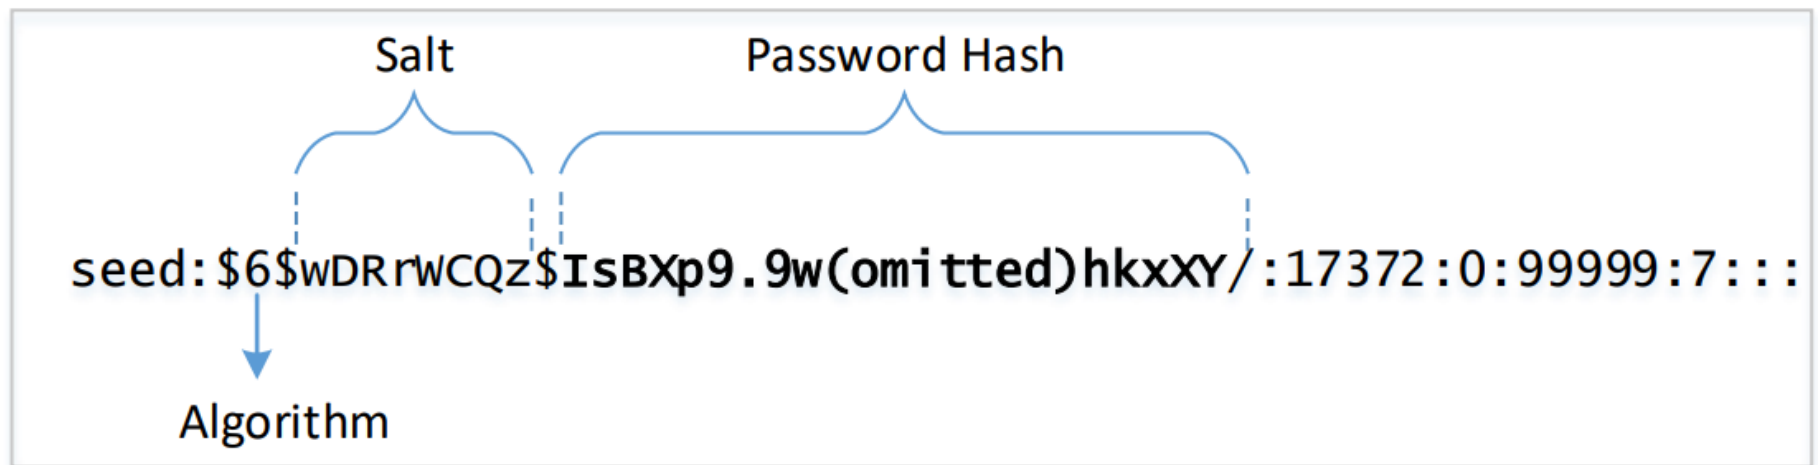 Salt Password Hash
seed:$6$wDRrWCQz$IsBXp9.9w(omitted)hkxXY/:17372:0:99999:7:::
Algorithm